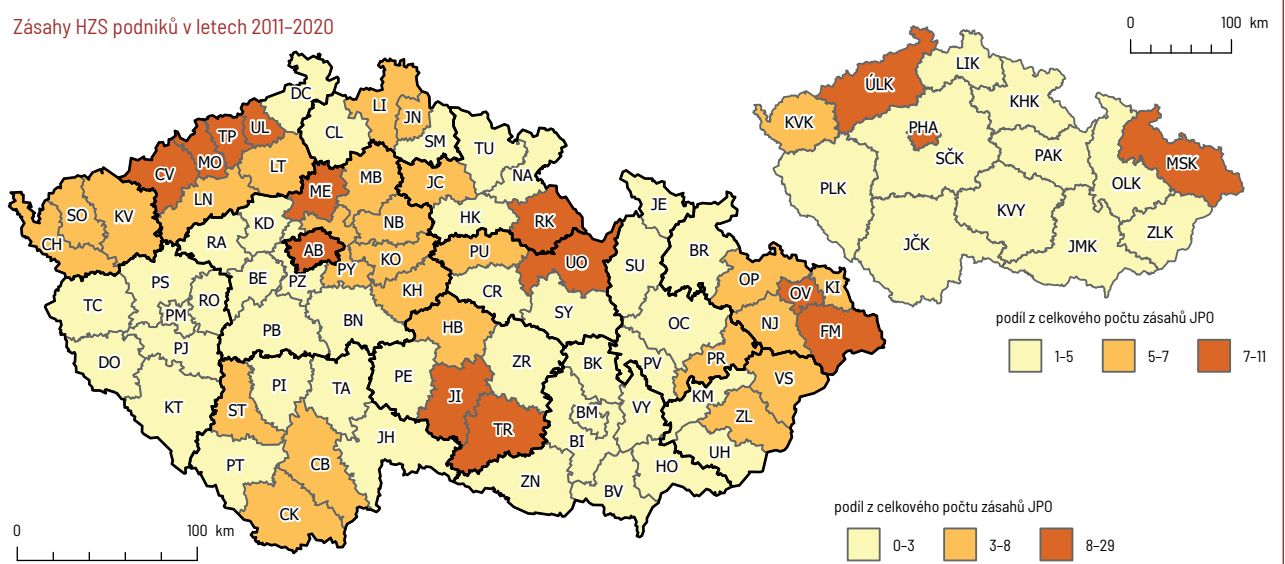 Zásahy HZS podniků v letech 2011–2020
0 100 km
DC
LI
JN
CL
SM
UL
TP
MO
CV
LT
TU
NA
ME
MB
JC
LN
SO
KV
CH
KD
NB
HK
RK
JE
RA
AB
PY
KO
PU
UO
SU
BR
BE
PZ
PS
RO
KH
CR
OP
KI
OV
TC
PM
PB
BN
SY
OC
NJ
FM
PJ
HB
DO
ZR
BK
PV
PR
PE
VS
KT
ST
PI
TA
JI
KM
BM
VY
ZL
TR
JH
BI
PT
CB
HO
UH
ZN
BV
CK
0 100 km
LIK
ÚLK
KHK
KVK
PHA
SČK
PAK
MSK
PLK
OLK
KVY
JČK
JMK
ZLK
podíl z celkového počtu zásahů JPO
1–5 5–7 7–11
podíl z celkového počtu zásahů JPO
0–3 3–8 8–29